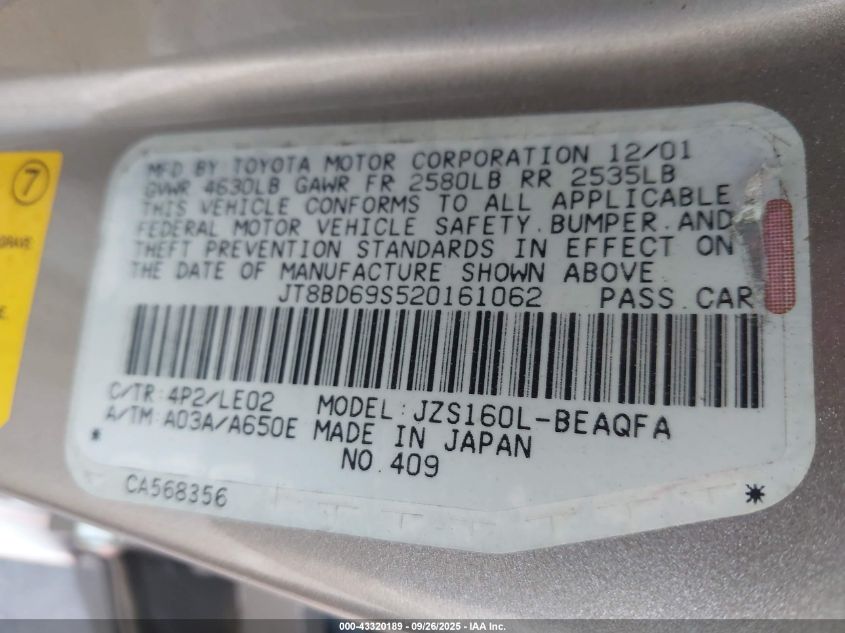 7
GRAVE
MFD BY TOYOTA MOTOR CORPORATION 12/01
GVWR 4630LB GAWR FR 2580LB RR 2535LB
THIS VEHICLE CONFORMS TO ALL APPLICABLE
FEDERAL MOTOR VEHICLE SAFETY.BUMPER.AND
THEFT PREVENTION STANDARDS IN EFFECT ON
THE DATE OF MANUFACTURE SHOWN ABOVE
JT8BD69S520161062 PASS.CAR
C/TR:4P2/LE02 MODEL:JZS160L-BEAQFA
A/TM:A03A/A650E MADE IN JAPAN
* NO.409
CA568356 *
000-43320189 - 09/26/2025 - IAA Inc.